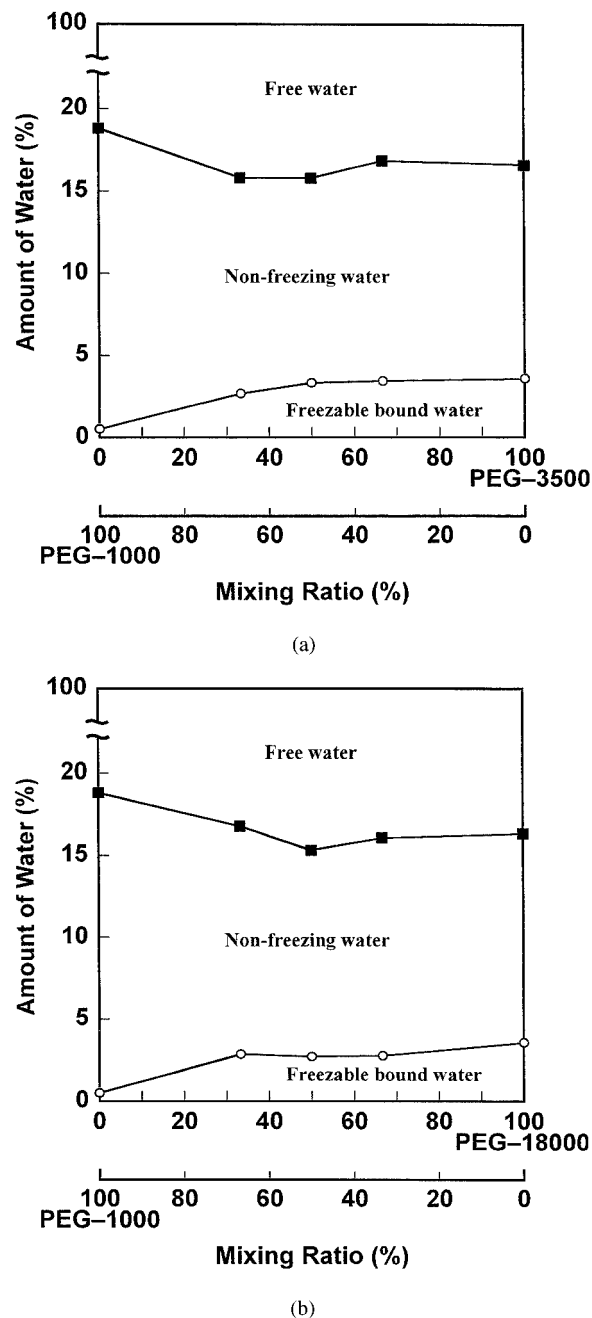 100
Free water
20
15
Non-freezing water
10
5
Freezable bound water
0
Amount of Water (%)
0 20 40 60 80 100
PEG–3500
100 80 60 40 20 0
PEG–1000
Mixing Ratio (%)
(a)
100
Free water
20
15
Non-freezing water
10
5
Freezable bound water
0
Amount of Water (%)
0 20 40 60 80 100
PEG–18000
100 80 60 40 20 0
PEG–1000
Mixing Ratio (%)
(b)